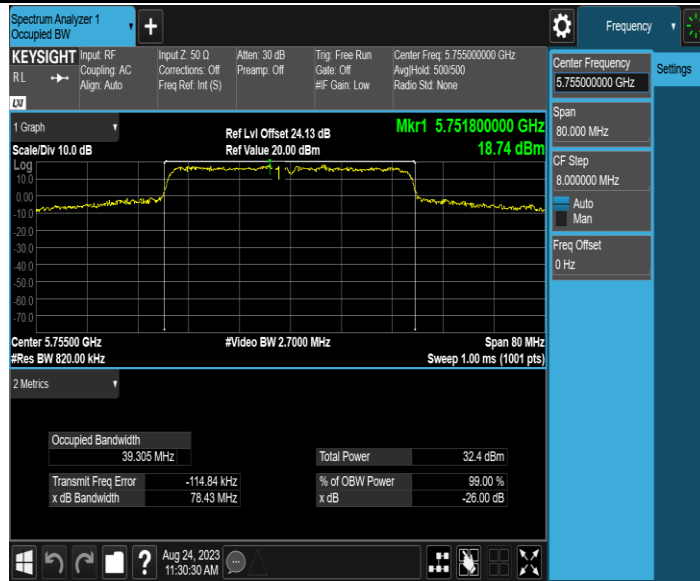 Spectrum Analyzer 1
Occupied BW
Frequency
KEYSIGHT
Input: RF
Input Z: 50 Ω
Atten: 30 dB
Trig: Free Run
Center Freq: 5.755000000 GHz
RL
Coupling: AC
Corrections: Off
Preamp: Off
Gate: Off
Avg|Hold: 500/500
Align: Auto
Freq Ref: Int (S)
#IF Gain: Low
Radio Std: None
LXI
Center Frequency
5.755000000 GHz
Settings
Span
80.000 MHz
CF Step
8.000000 MHz
Auto
Man
Freq Offset
0 Hz
1 Graph
Ref Lvl Offset 24.13 dB
Mkr1 5.751800000 GHz
Scale/Div 10.0
Ref Value 20.00 dBm
18.74 dBm
Log
10.0
0.00
-10.0
-20.0
-30.0
-40.0
-50.0
-60.0
-70.0
1
Center 5.75500 GHz
#Video BW 2.7000 MHz
Span 80 MHz
#Res BW 820.00 kHz
Sweep 1.00 ms (1001 pts)
2 Metrics
Occupied Bandwidth
39.305 MHz
Total Power
32.4 dBm
Transmit Freq Error
-114.84 kHz
% of OBW Power
99.00 %
x dB Bandwidth
78.43 MHz
x dB
-26.00 dB
Aug 24, 2023
11:30:30 AM